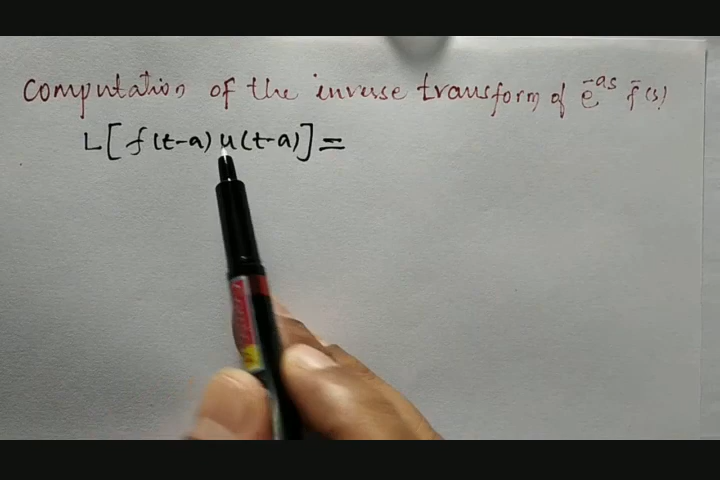 Computation of the inverse transform of e^{-as} f̄(s)
L[f(t-a)u(t-a)]=